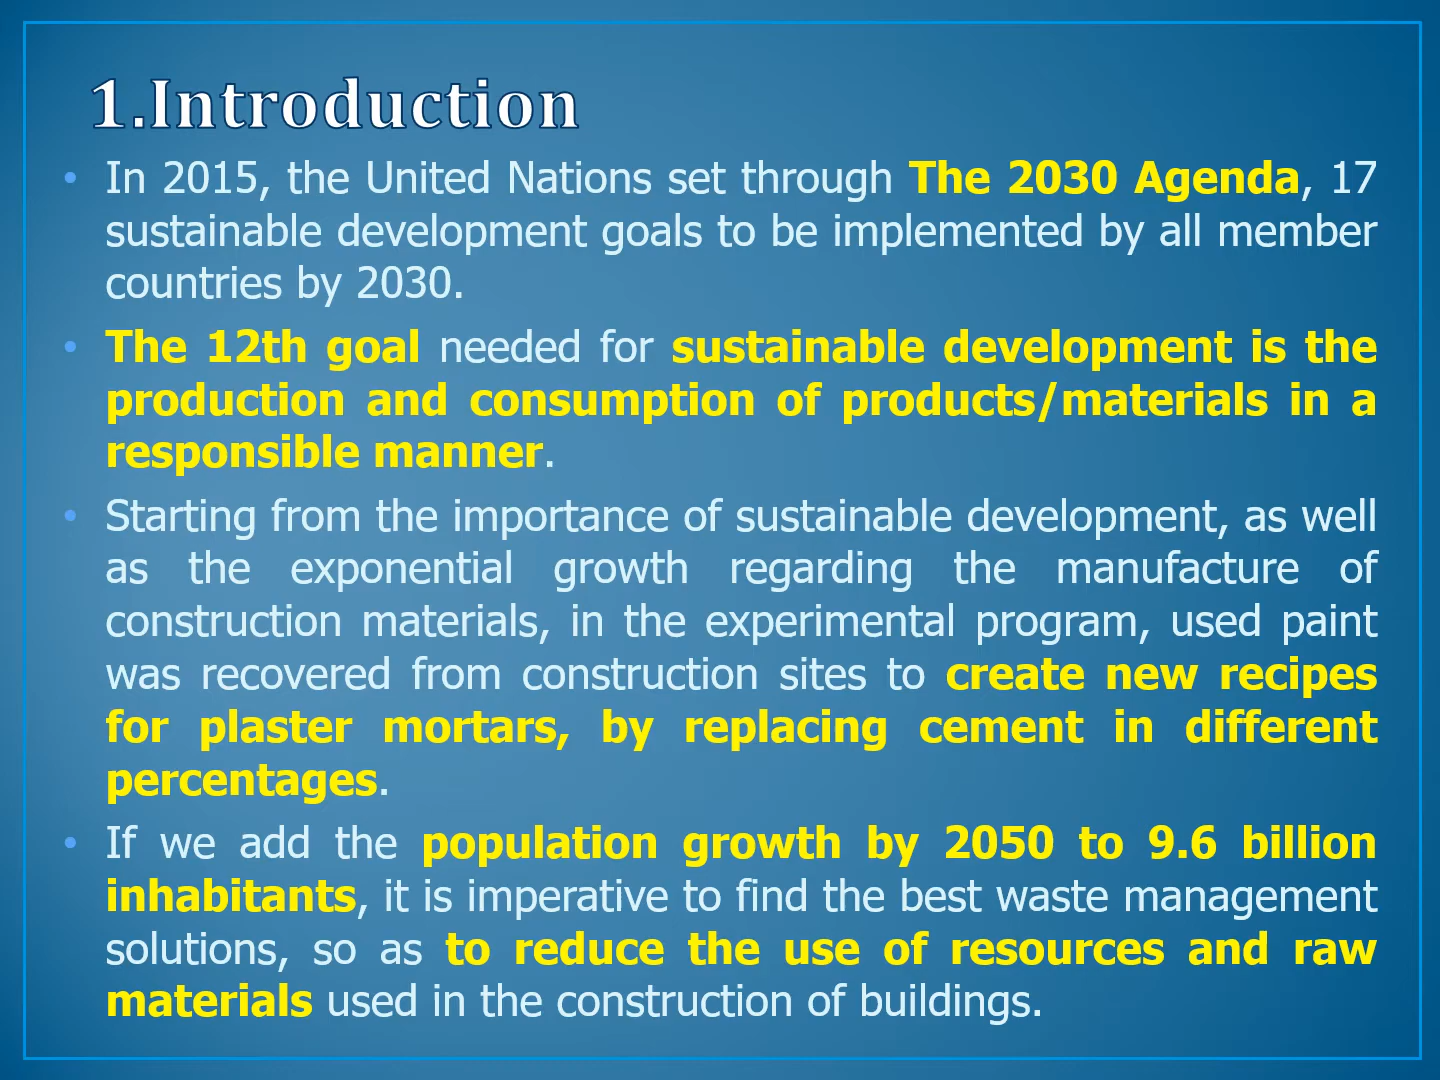 1.Introduction
• In 2015, the United Nations set through The 2030 Agenda, 17
sustainable development goals to be implemented by all member
countries by 2030.
• The 12th goal needed for sustainable development is the
production and consumption of products/materials in a
responsible manner.
• Starting from the importance of sustainable development, as well
as the exponential growth regarding the manufacture of
construction materials, in the experimental program, used paint
was recovered from construction sites to create new recipes
for plaster mortars, by replacing cement in different
percentages.
• If we add the population growth by 2050 to 9.6 billion
inhabitants, it is imperative to find the best waste management
solutions, so as to reduce the use of resources and raw
materials used in the construction of buildings.